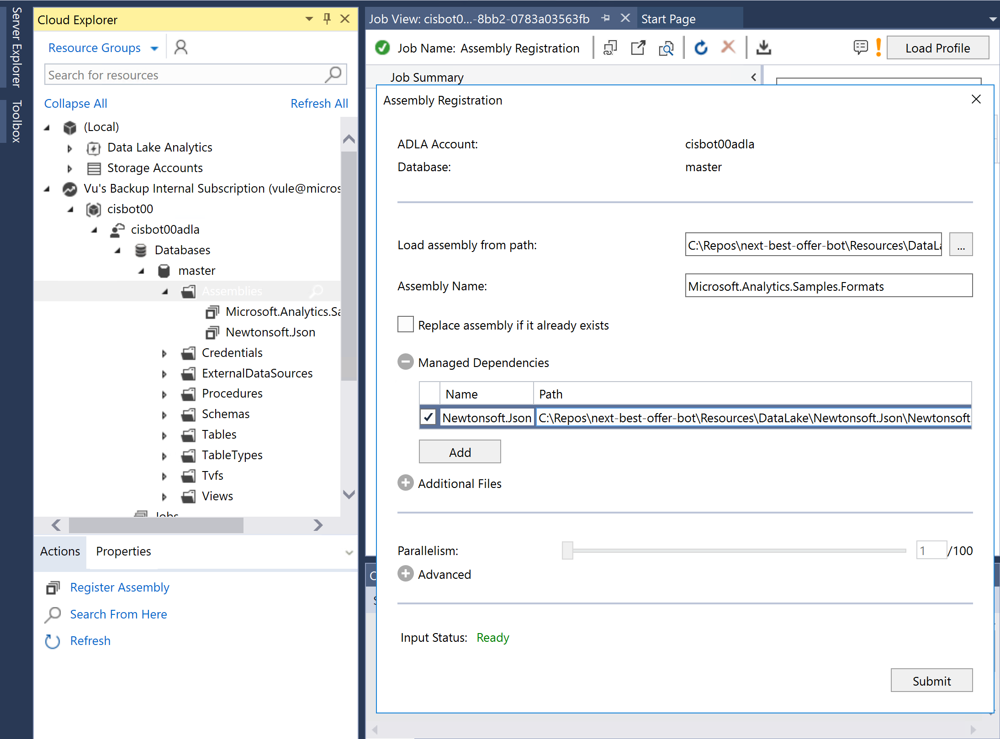 Server Explorer
Toolbox
Cloud Explorer
Resource Groups
Search for resources
Collapse All Refresh All
(Local)
Data Lake Analytics
Storage Accounts
Vu's Backup Internal Subscription (vule@micros
cisbot00
cisbot00adla
Databases
master
Assemblies
Microsoft.Analytics.Sa
Newtonsoft.Json
Credentials
ExternalDataSources
Procedures
Schemas
Tables
TableTypes
Tvfs
Views
Jobs
Actions Properties
Register Assembly
Search From Here
Refresh
Job View: cisbot0...-8bb2-0783a03563fb Start Page
Job Name: Assembly Registration Load Profile
Job Summary
Assembly Registration
ADLA Account: cisbot00adla
Database: master
Load assembly from path: C:\Repos\next-best-offer-bot\Resources\DataLa ...
Assembly Name: Microsoft.Analytics.Samples.Formats
Replace assembly if it already exists
Managed Dependencies
Name Path
Newtonsoft.Json C:\Repos\next-best-offer-bot\Resources\DataLake\Newtonsoft.Json\Newtonsoft
Add
Additional Files
Parallelism: 1 /100
Advanced
Input Status: Ready
Submit